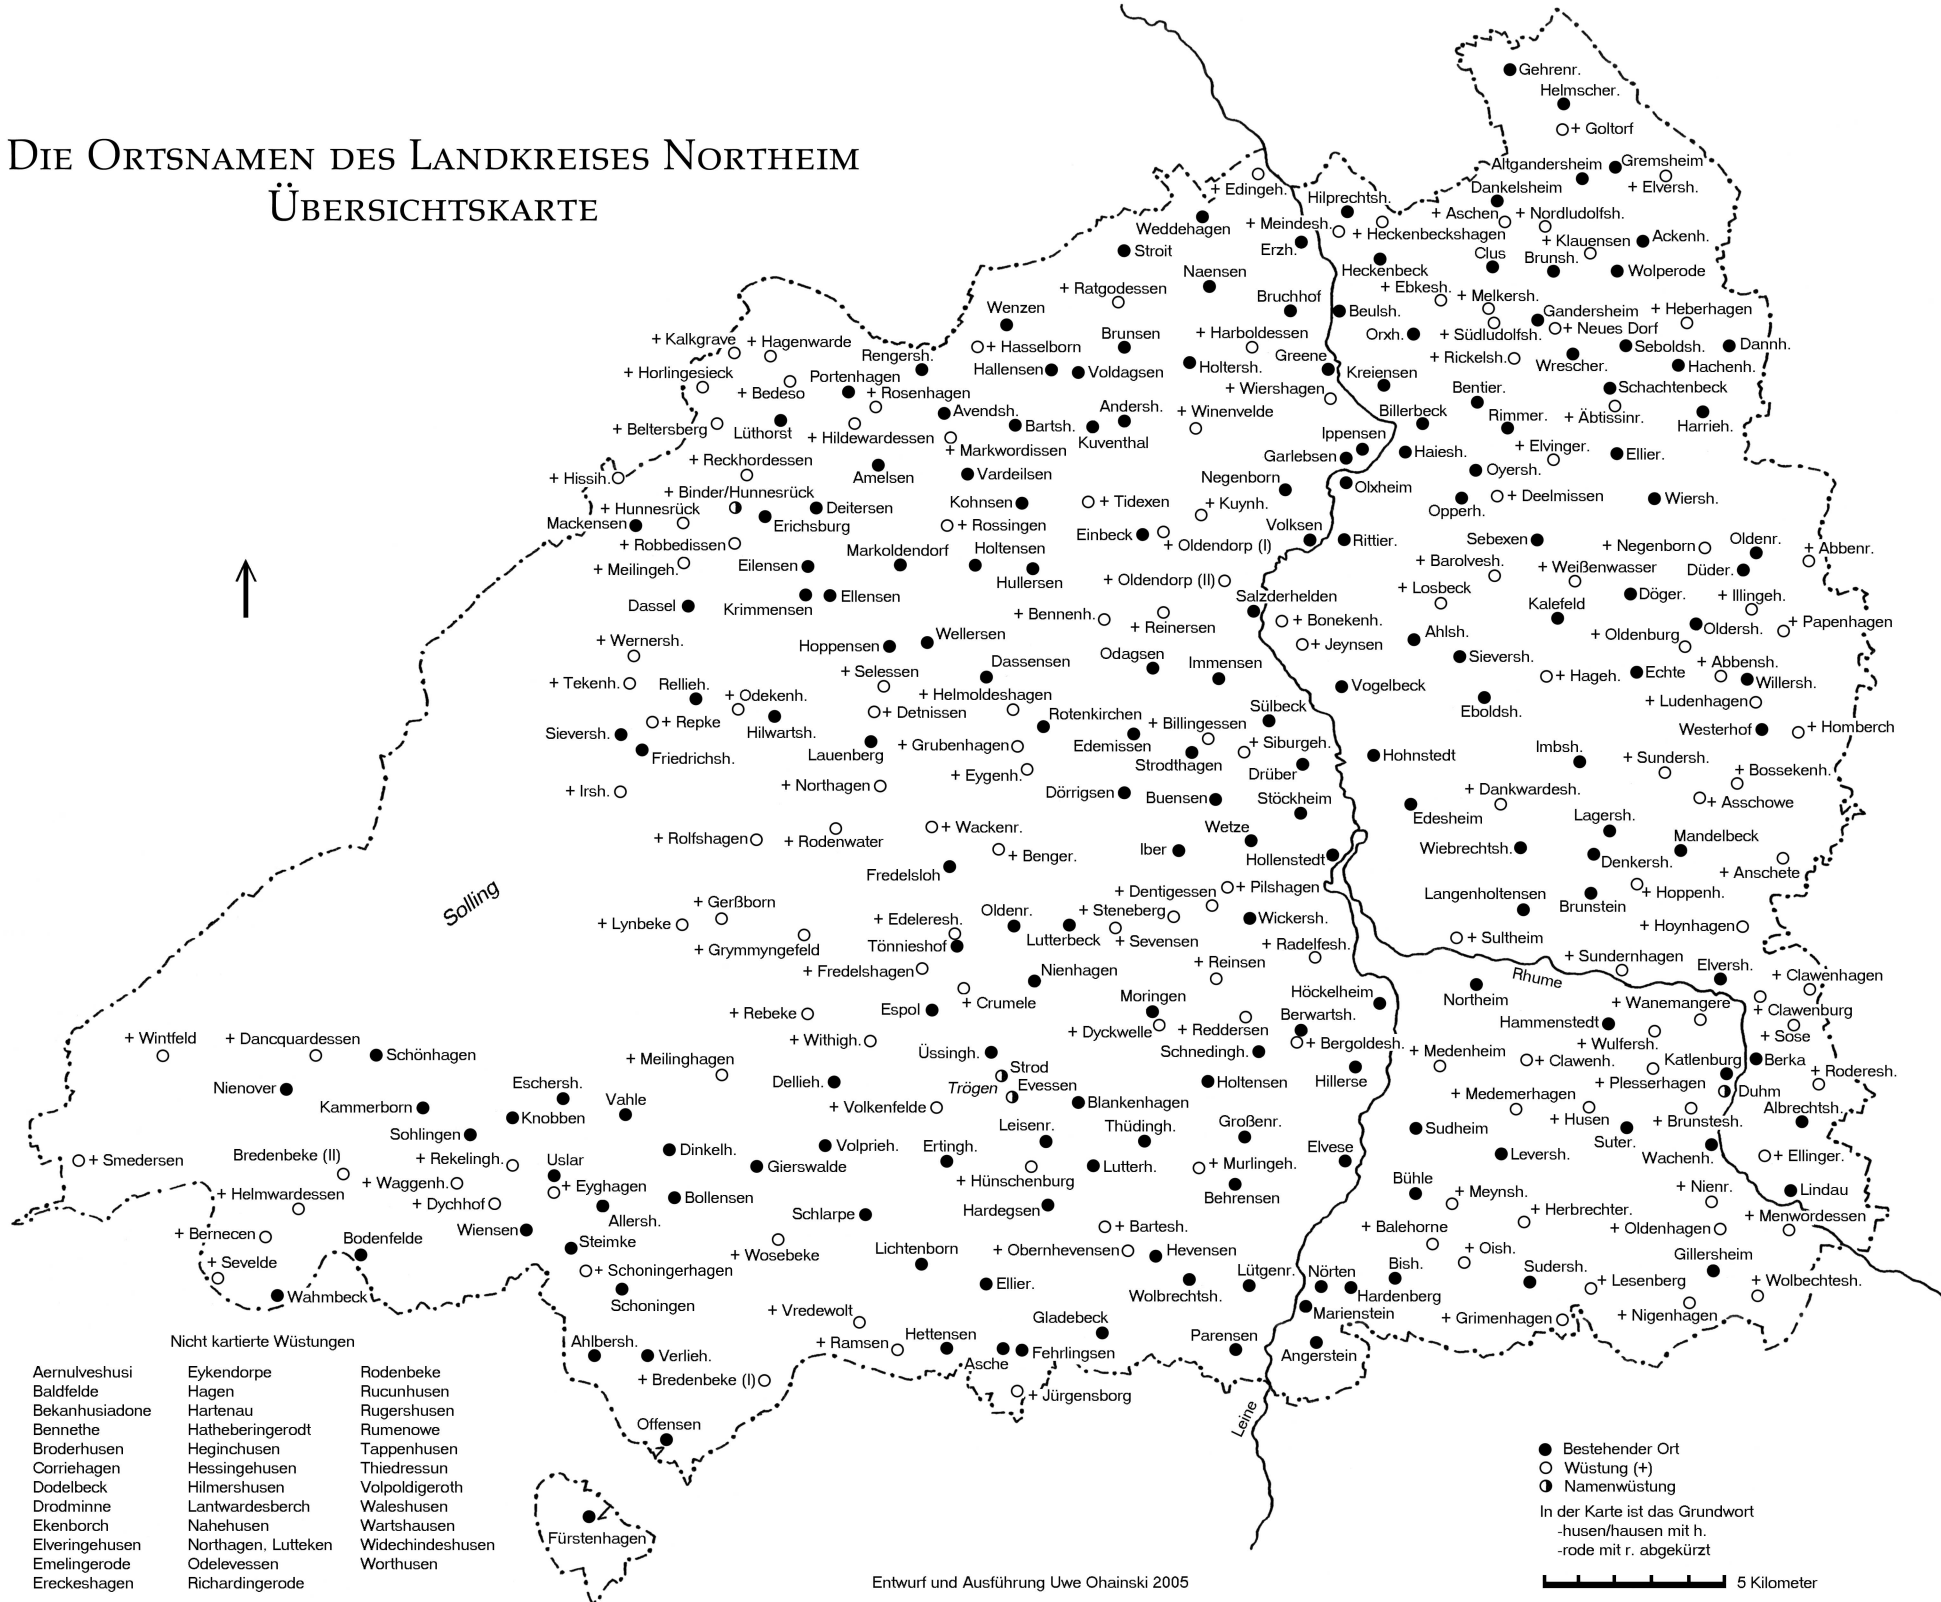 DIE ORTSNAMEN DES LANDKREISES NORTHEIM
ÜBERSICHTSKARTE
Gehrenr.
Helmscher.
+ Goltorf
Altgandersheim
Gremsheim
+ Elversh.
Dankelsheim
+ Edingeh.
Hilprechtsh.
+ Aschen
+ Nordludolfsh.
Weddehagen
+ Meindesh.
+ Heckenbeckshagen
+ Klauensen
Ackenh.
Stroit
Erzh.
Clus
Brunsh.
Wolperode
Naensen
Heckenbeck
+ Ratgodessen
+ Ebkesh.
Bruchhof
+ Melkersh.
Wenzen
Beulsh.
Gandersheim
+ Heberhagen
+ Kalkgrave
+ Hagenwarde
Brunsen
+ Harboldessen
Orxh.
+ Südludolfsh.
+ Neues Dorf
+ Hasselborn
Rengersh.
Greene
+ Rickelsh.
Seboldsh.
Dannh.
+ Horlingesieck
Portenhagen
Hallensen
Voldagsen
Holtersh.
Kreiensen
Wrescher.
Hachenh.
+ Bedeso
+ Rosenhagen
+ Wiershagen
Bentier.
Schachtenbeck
Avendsh.
Andersh.
+ Winenvelde
Billerbeck
Rimmer.
+ Äbtissinr.
+ Beltersberg
Lüthorst
+ Hildewardessen
Bartsh.
Kuventhal
Ippensen
Harrieh.
+ Markwordissen
Garlebsen
Haiesh.
+ Elvinger.
Ellier.
+ Reckhordessen
Amelsen
Vardeilsen
Oyersh.
+ Hissih.
+ Binder/Hunnesrück
Negenborn
Olxheim
+ Deelmissen
Wiersh.
+ Hunnesrück
Deitersen
Kohnsen
+ Tidexen
+ Kuynh.
Opperh.
Mackensen
Erichsburg
+ Rossingen
Einbeck
Volksen
+ Robbedissen
Markoldendorf
Holtensen
+ Oldendorp (I)
Rittier.
Sebexen
+ Negenborn
Oldenr.
+ Abbenr.
+ Meilingeh.
Eilensen
Hullersen
+ Oldendorp (II)
+ Barolvesh.
+ Weißenwasser
Düder.
Dassel
Krimmensen
Ellensen
Salzderhelden
+ Losbeck
Kalefeld
Döger.
+ Illingeh.
+ Bennenh.
+ Reinersen
+ Bonekenh.
+ Papenhagen
+ Wernersh.
Hoppensen
Wellersen
+ Jeynsen
Ahlsh.
+ Oldenburg
Oldersh.
Odagsen
Immensen
Sieversh.
+ Abbensh.
+ Tekenh.
Rellieh.
+ Selessen
Dassensen
Vogelbeck
+ Hageh.
Echte
Willersh.
+ Odekenh.
+ Helmoldeshagen
+ Ludenhagen
+ Repke
+ Detnissen
Rotenkirchen
Sülbeck
Eboldsh.
Sieversh.
Hilwartsh.
+ Billingessen
Westerhof
+ Homberch
Friedrichsh.
Lauenberg
+ Grubenhagen
Edemissen
+ Siburgeh.
Imbsh.
Strodthagen
Drüber
Hohnstedt
+ Sundersh.
+ Irsh.
+ Northagen
+ Eygenh.
+ Bossekenh.
Dörrigsen
Buensen
Stöckheim
+ Dankwardesh.
+ Asschowe
Edesheim
Lagersh.
+ Rolfshagen
+ Rodenwater
+ Wackenr.
Wetze
Mandelbeck
+ Benger.
Iber
Hollenstedt
Wiebrechtsh.
Denkersh.
Fredelsloh
+ Anschete
Solling
+ Dentigessen
+ Pilshagen
Langenholtensen
+ Hoppenh.
+ Gerßborn
+ Edeleresh.
Oldenr.
+ Steneberg
Wickersh.
Brunstein
+ Lynbeke
+ Grymmyngefeld
Tönnieshof
Lutterbeck
+ Sevensen
+ Radelfesh.
+ Sultheim
+ Hoynhagen
+ Fredelshagen
Nienhagen
+ Reinsen
+ Sundernhagen
Rhume
Elversh.
+ Clawenhagen
+ Crumele
Moringen
Höckelheim
Northeim
+ Wanemangere
+ Clawenburg
+ Rebeke
Espol
Berwartsh.
Hammenstedt
+ Wintfeld
+ Dancquardessen
+ Withigh.
+ Dyckwelle
+ Reddersen
+ Wulfersh.
+ Sose
Schönhagen
+ Meilinghagen
Üssingh.
Schnedingh.
+ Bergoldesh.
+ Medenheim
+ Clawenh.
Katlenburg
Berka
+ Roderesh.
Nienover
Eschersh.
Dellieh.
Strod
Trögen
Evessen
Holtensen
Hillerse
+ Plesserhagen
Duhm
Kammerborn
Knobben
Vahle
+ Volkenfelde
Blankenhagen
+ Medemerhagen
Albrechtsh.
Sohlingen
Leisenr.
Thüdingh.
Großenr.
+ Husen
+ Brunstesh.
Sudheim
Suter.
Bredenbeke (II)
+ Rekelingh.
Dinkelh.
Volprieh.
Ertingh.
Elvese
Leversh.
Wachenh.
+ Ellinger.
+ Smedersen
Uslar
Gierswalde
Lutterh.
+ Murlingeh.
+ Waggenh.
+ Eyghagen
+ Hünschenburg
Bühle
+ Meynsh.
+ Nienr.
Lindau
+ Helmwardessen
+ Dychhof
Bollensen
Behrensen
Hardegsen
+ Herbrechter.
+ Menwordessen
+ Bernecen
Wiensen
Allersh.
Schlarpe
+ Bartesh.
+ Balehorne
+ Oldenhagen
Bodenfelde
Steimke
+ Wosebeke
Lichtenborn
+ Obernhevensen
Hevensen
+ Oish.
Gillersheim
+ Sevelde
+ Schoningerhagen
Lütgenr.
Nörten
Bish.
Sudersh.
+ Lesenberg
+ Wolbechtesh.
Wahmbeck
Schoningen
Ellier.
Wolbrechtsh.
Hardenberg
+ Vredewolt
Gladebeck
Marienstein
+ Grimenhagen
+ Nigenhagen
Ahlbersh.
Verlieh.
+ Ramsen
Hettensen
Asche
Fehrlingsen
Parensen
Angerstein
+ Bredenbeke (I)
+ Jürgensborg
Leine
Offensen
Fürstenhagen
Nicht kartierte Wüstungen
Aernulveshusi
Baldfelde
Bekanhusiadone
Bennethe
Broderhusen
Corriehagen
Dodelbeck
Drodminne
Ekenborch
Elveringehusen
Emelingerode
Ereckeshagen
Eykendorpe
Hagen
Hartenau
Hatheberingerodt
Heginchusen
Hessingehusen
Hilmershusen
Lantwardesberch
Nahehusen
Northagen, Lutteken
Odelevessen
Richardingerode
Rodenbeke
Rucunhusen
Rugershusen
Rumenowe
Tappenhusen
Thiedressun
Volpoldigeroth
Waleshusen
Wartshausen
Widechindeshusen
Worthusen
Bestehender Ort
Wüstung (+)
Namenwüstung
In der Karte ist das Grundwort
-husen/hausen mit h.
-rode mit r. abgekürzt
5 Kilometer
Entwurf und Ausführung Uwe Ohainski 2005